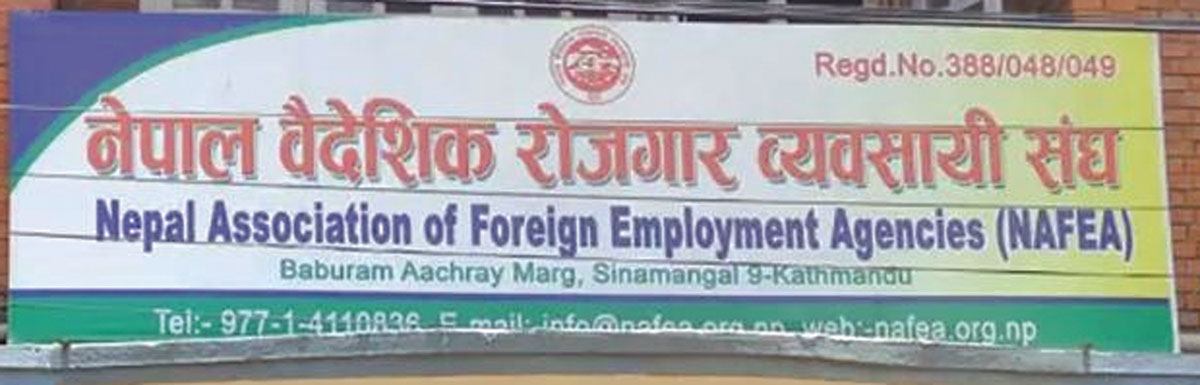 Regd.No.388/048/049
नेपाल वैदेशिक रोजगार व्यवसायी संघ
Nepal Association of Foreign Employment Agencies (NAFEA)
Baburam Aachray Marg, Sinamangal 9-Kathmandu
Tel:- 977-1-4110836, E-mail: info@nafea.org.np, web:-nafea.org.np